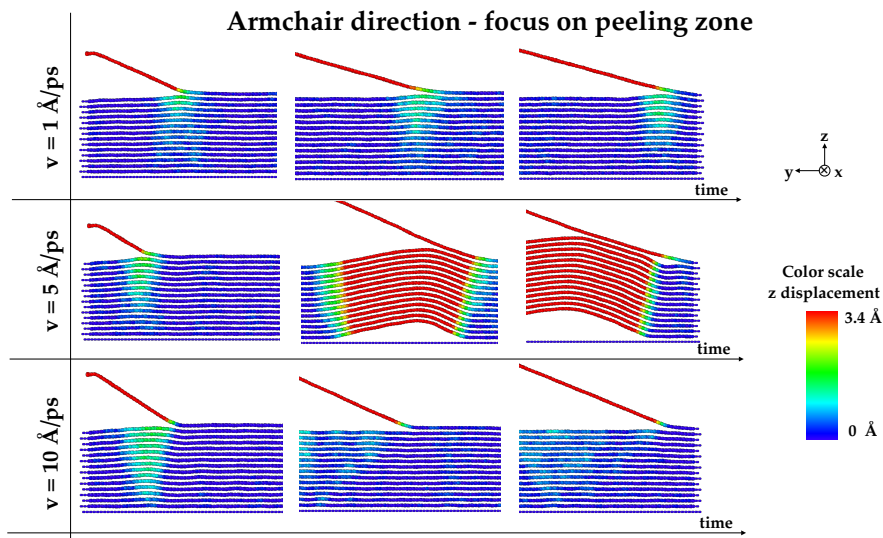 Armchair direction - focus on peeling zone
v = 1 Å/ps
time
z
y
x
v = 5 Å/ps
time
Color scale
z displacement
3.4 Å
0 Å
v = 10 Å/ps
time